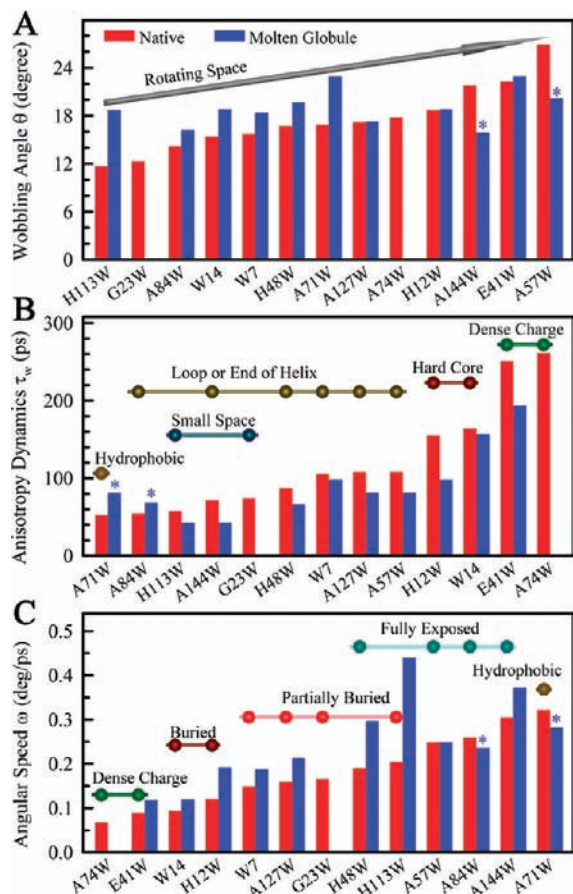 A
Native
Molten Globule
Wobbling Angle θ (degree)
24
18
12
6
0
Rotating Space
*
*
H113W
G23W
A84W
W14
W7
H48W
A71W
A127W
A74W
H12W
A144W
E41W
A57W
B
Anisotropy Dynamics τw (ps)
300
200
100
0
Dense Charge
Loop or End of Helix
Hard Core
Small Space
Hydrophobic
*
*
A71W
A84W
H113W
A144W
G23W
H48W
W7
A127W
A57W
H12W
W14
E41W
A74W
C
Angular Speed ω (deg/ps)
0.5
0.4
0.3
0.2
0.1
0.0
Fully Exposed
Hydrophobic
Partially Buried
Buried
Dense Charge
*
*
A74W
E41W
W14
H12W
W7
A127W
G23W
H48W
H113W
A57W
A84W
A144W
A71W